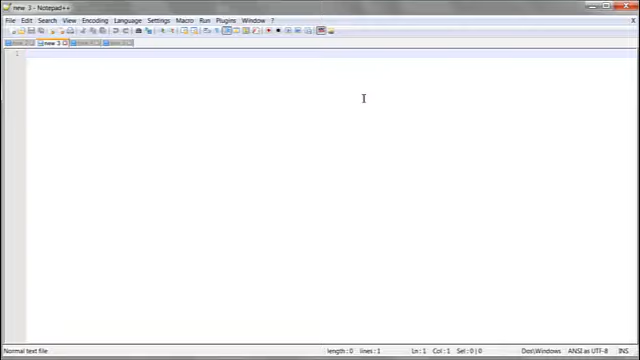 new 3 - Notepad++
File Edit Search View Encoding Language Settings Macro Run Plugins Window ? X
new 3
1
Normal text file length : 0 lines : 1 Ln : 1 Col : 1 Sel : 0 | 0 Dos\Windows ANSI as UTF-8 INS